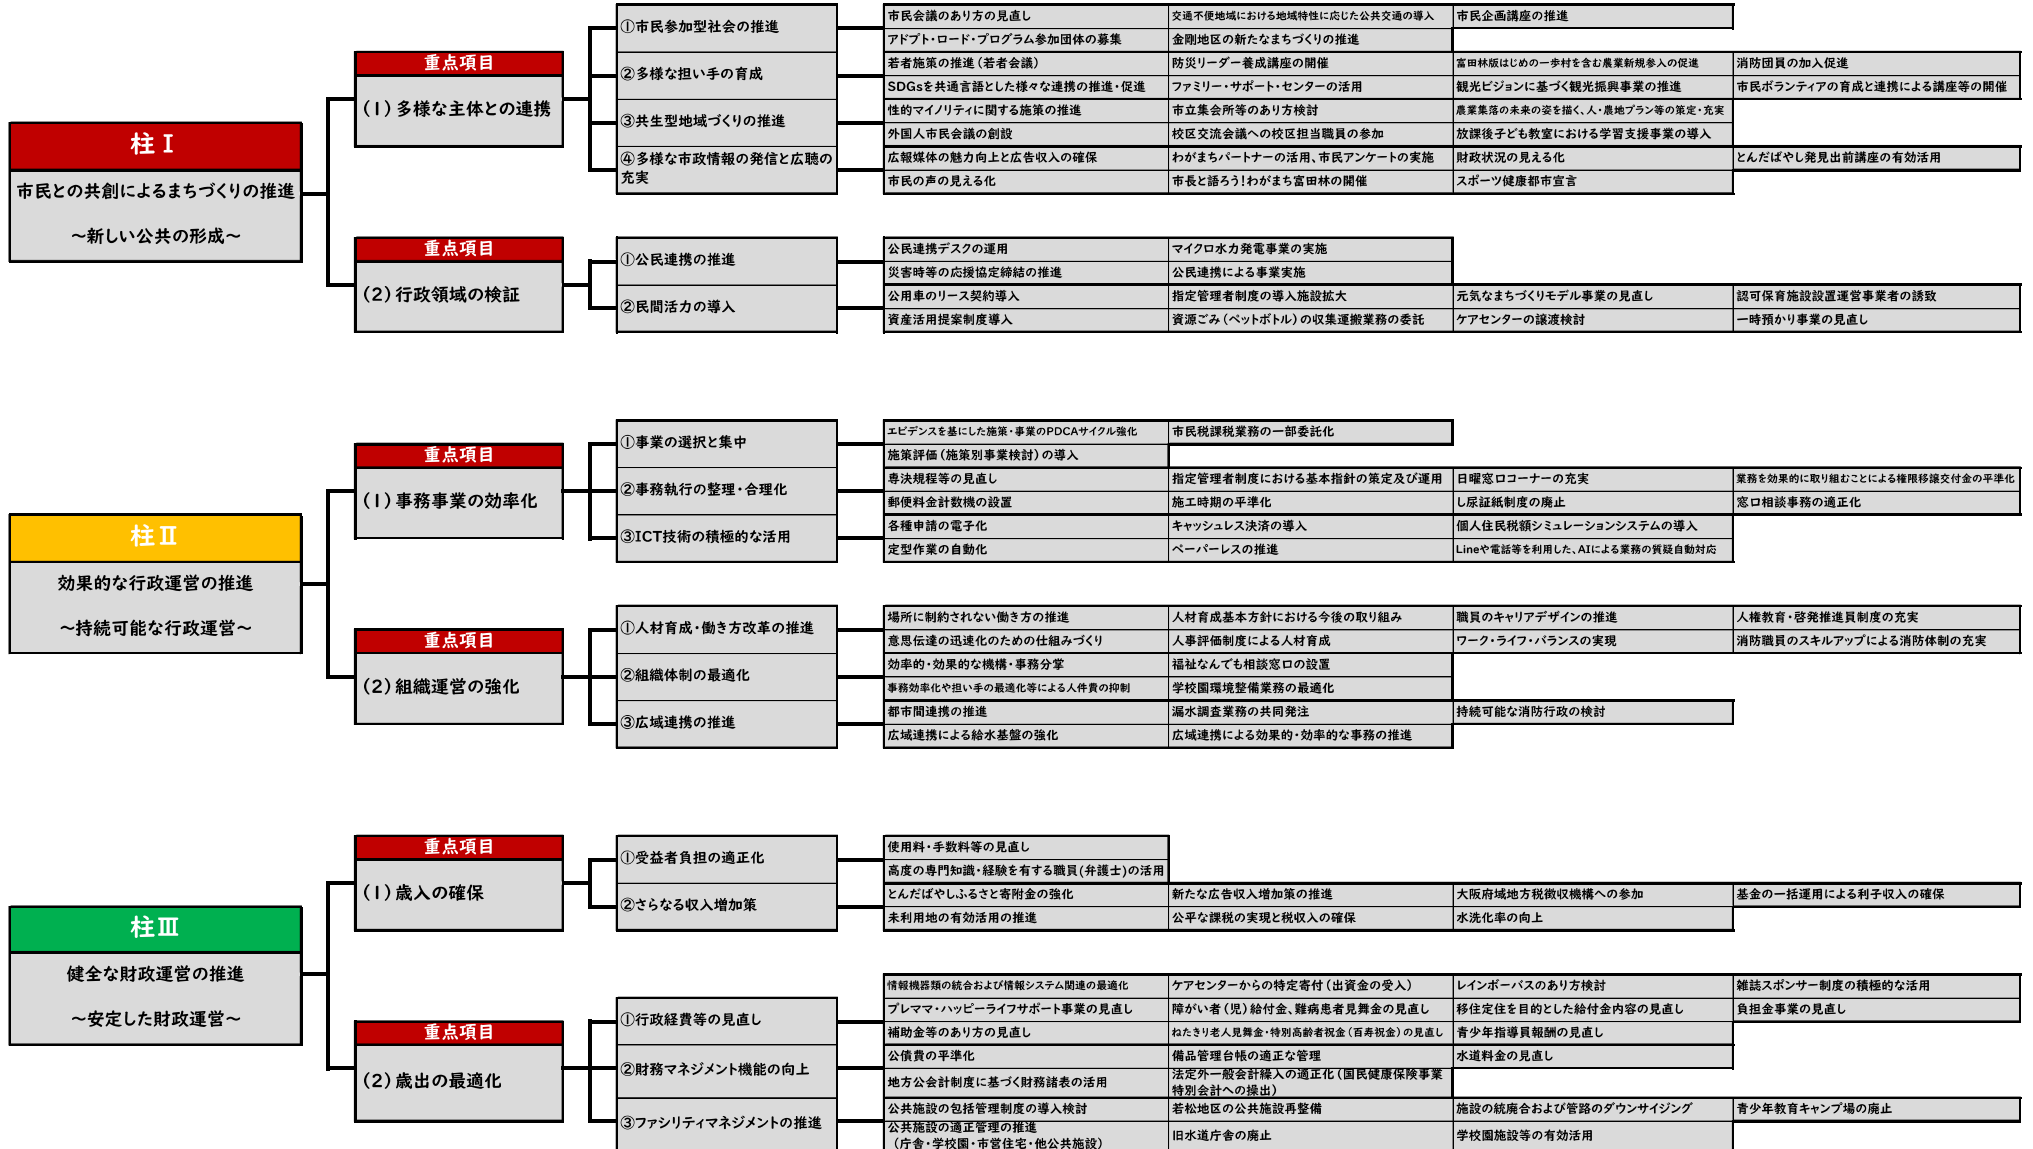 柱Ⅰ
市民との共創によるまちづくりの推進
～新しい公共の形成～
重点項目
（1）多様な主体との連携
①市民参加型社会の推進
市民会議のあり方の見直し
交通不便地域における地域特性に応じた公共交通の導入
市民企画講座の推進
アドプト・ロード・プログラム参加団体の募集
金剛地区の新たなまちづくりの推進
②多様な担い手の育成
若者施策の推進（若者会議）
防災リーダー養成講座の開催
富田林版はじめの一歩村を含む農業新規参入の促進
消防団員の加入促進
SDGsを共通言語とした様々な連携の推進・促進
ファミリー・サポート・センターの活用
観光ビジョンに基づく観光振興事業の推進
市民ボランティアの育成と連携による講座等の開催
③共生型地域づくりの推進
性的マイノリティに関する施策の推進
市立集会所等のあり方検討
農業集落の未来の姿を描く、人・農地プラン等の策定・充実
外国人市民会議の創設
校区交流会議への校区担当職員の参加
放課後子ども教室における学習支援事業の導入
④多様な市政情報の発信と広聴の
充実
広報媒体の魅力向上と広告収入の確保
わがまちパートナーの活用、市民アンケートの実施
財政状況の見える化
とんだばやし発見出前講座の有効活用
市民の声の見える化
市長と語ろう！わがまち富田林の開催
スポーツ健康都市宣言
重点項目
（2）行政領域の検証
①公民連携の推進
公民連携デスクの運用
マイクロ水力発電事業の実施
災害時等の応援協定締結の推進
公民連携による事業実施
②民間活力の導入
公用車のリース契約導入
指定管理者制度の導入施設拡大
元気なまちづくりモデル事業の見直し
認可保育施設設置運営事業者の誘致
資産活用提案制度導入
資源ごみ（ペットボトル）の収集運搬業務の委託
ケアセンターの譲渡検討
一時預かり事業の見直し
柱Ⅱ
効果的な行政運営の推進
～持続可能な行政運営～
重点項目
（1）事務事業の効率化
①事業の選択と集中
エビデンスを基にした施策・事業のPDCAサイクル強化
市民税課税業務の一部委託化
施策評価（施策別事業検討）の導入
②事務執行の整理・合理化
専決規程等の見直し
指定管理者制度における基本指針の策定及び運用
日曜窓口コーナーの充実
業務を効果的に取り組むことによる権限移譲交付金の平準化
郵便料金計数機の設置
施工時期の平準化
し尿証紙制度の廃止
窓口相談事務の適正化
③ICT技術の積極的な活用
各種申請の電子化
キャッシュレス決済の導入
個人住民税額シミュレーションシステムの導入
定型作業の自動化
ペーパーレスの推進
Lineや電話等を利用した、AIによる業務の質疑自動対応
重点項目
（2）組織運営の強化
①人材育成・働き方改革の推進
場所に制約されない働き方の推進
人材育成基本方針における今後の取り組み
職員のキャリアデザインの推進
人権教育・啓発推進員制度の充実
意思伝達の迅速化のための仕組みづくり
人事評価制度による人材育成
ワーク・ライフ・バランスの実現
消防職員のスキルアップによる消防体制の充実
②組織体制の最適化
効率的・効果的な機構・事務分掌
福祉なんでも相談窓口の設置
事務効率化や担い手の最適化等による人件費の抑制
学校園環境整備業務の最適化
③広域連携の推進
都市間連携の推進
漏水調査業務の共同発注
持続可能な消防行政の検討
広域連携による給水基盤の強化
広域連携による効果的・効率的な事務の推進
柱Ⅲ
健全な財政運営の推進
～安定した財政運営～
重点項目
（1）歳入の確保
①受益者負担の適正化
使用料・手数料等の見直し
高度の専門知識・経験を有する職員(弁護士)の活用
②さらなる収入増加策
とんだばやしふるさと寄附金の強化
新たな広告収入増加策の推進
大阪府域地方税徴収機構への参加
基金の一括運用による利子収入の確保
未利用地の有効活用の推進
公平な課税の実現と税収入の確保
水洗化率の向上
重点項目
（2）歳出の最適化
①行政経費等の見直し
情報機器類の統合および情報システム関連の最適化
ケアセンターからの特定寄付（出資金の受入）
レインボーバスのあり方検討
雑誌スポンサー制度の積極的な活用
プレママ・ハッピーライフサポート事業の見直し
障がい者（児）給付金、難病患者見舞金の見直し
移住定住を目的とした給付金内容の見直し
負担金事業の見直し
補助金等のあり方の見直し
ねたきり老人見舞金・特別高齢者祝金（百寿祝金）の見直し
青少年指導員報酬の見直し
②財務マネジメント機能の向上
公債費の平準化
備品管理台帳の適正な管理
水道料金の見直し
地方公会計制度に基づく財務諸表の活用
法定外一般会計繰入の適正化（国民健康保険事業
特別会計への操出）
③ファシリティマネジメントの推進
公共施設の包括管理制度の導入検討
若松地区の公共施設再整備
施設の統廃合および管路のダウンサイジング
青少年教育キャンプ場の廃止
公共施設の適正管理の推進
（庁舎・学校園・市営住宅・他公共施設）
旧水道庁舎の廃止
学校園施設等の有効活用